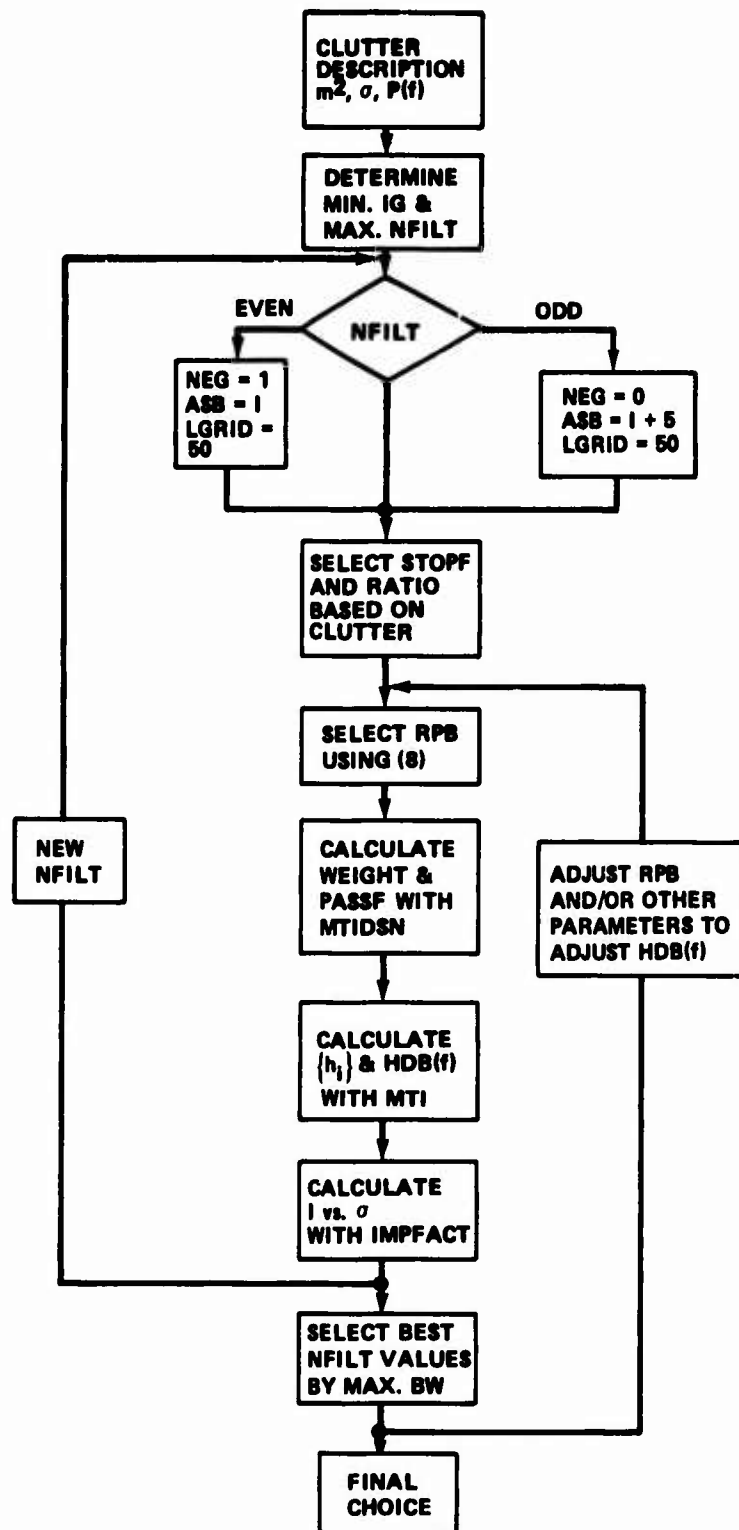 CLUTTER
DESCRIPTION
m², σ, P(f)
DETERMINE
MIN. IG &
MAX. NFILT
EVEN
NFILT
ODD
NEG = 1
ASB = I
LGRID =
50
NEG = 0
ASB = I + 5
LGRID = 50
SELECT STOPF
AND RATIO
BASED ON
CLUTTER
SELECT RPB
USING (8)
NEW
NFILT
CALCULATE
WEIGHT &
PASSF WITH
MTIDSN
ADJUST RPB
AND/OR OTHER
PARAMETERS TO
ADJUST HDB(f)
CALCULATE
{hᵢ} & HDB(f)
WITH MTI
CALCULATE
I vs. σ
WITH IMPFACT
SELECT BEST
NFILT VALUES
BY MAX. BW
FINAL
CHOICE